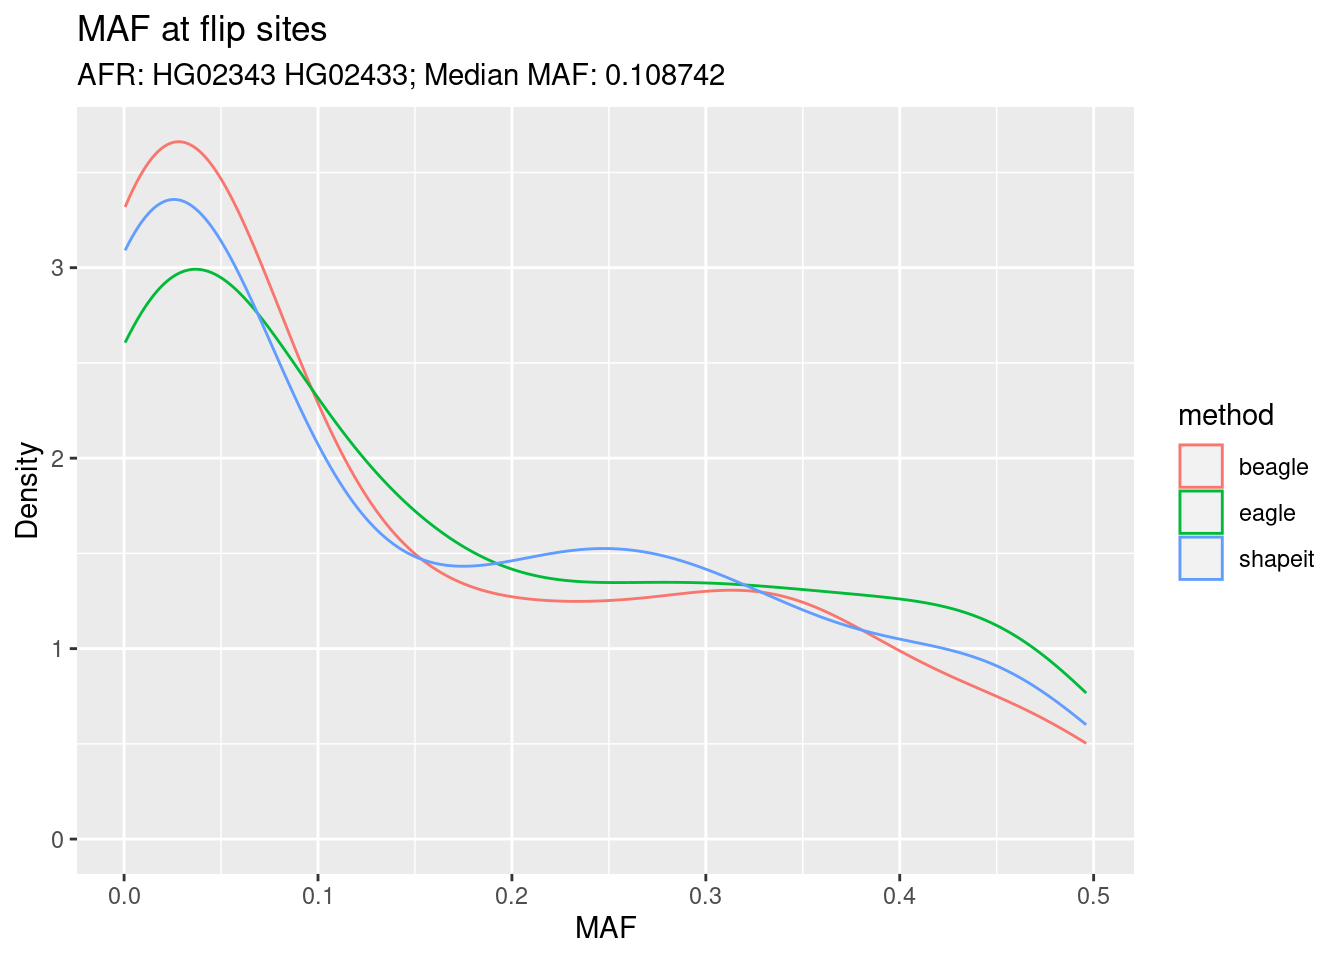 MAF at flip sites
AFR: HG02343 HG02433; Median MAF: 0.108742
Density
3
2
1
0
0.0 0.1 0.2 0.3 0.4 0.5
MAF
method
beagle
eagle
shapeit